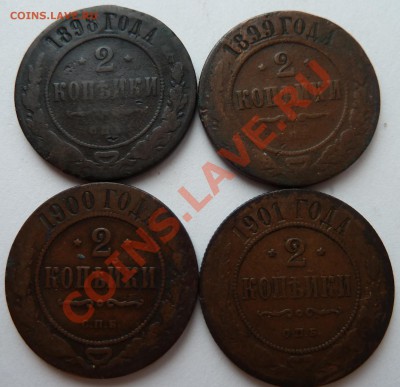 COINS.LAVE.RU
1898 ГОДА
* 2 *
КОПѢЙКИ
С.П.Б.
1899 ГОДА
* 2 *
КОПѢЙКИ
1900 ГОДА
* 2 *
КОПѢЙКИ
П.Б.
1901 ГОДА
* 2 *
КОПѢЙКИ
С.П.Б.
COINS.LAVE.RU